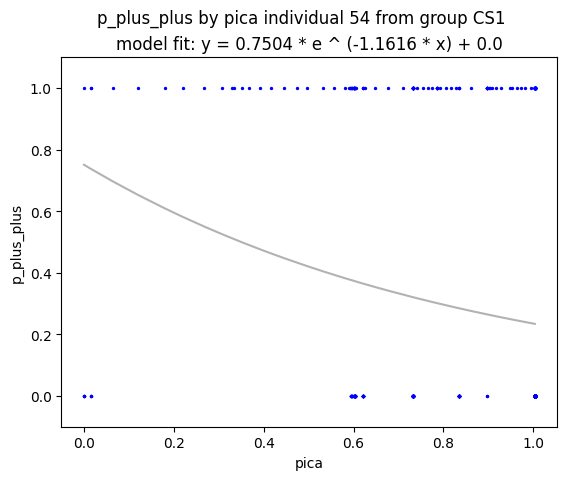 p_plus_plus by pica individual 54 from group CS1
model fit: y = 0.7504 * e ^ (-1.1616 * x) + 0.0
1.0
0.8
0.6
0.4
0.2
0.0
p_plus_plus
0.0 0.2 0.4 0.6 0.8 1.0
pica